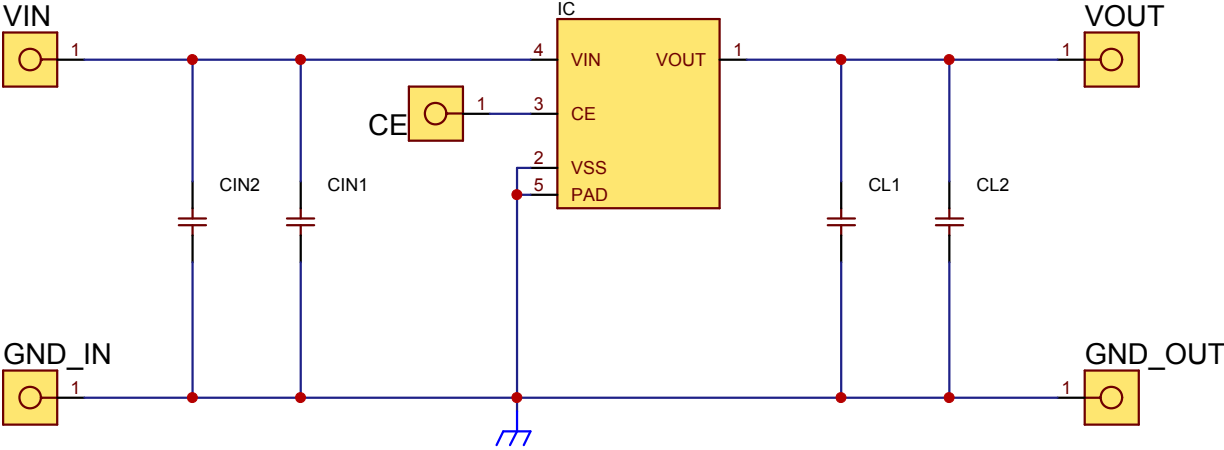 IC
VIN
VOUT
1
4
VIN
VOUT
1
1
CE
1
3
CE
2
VSS
5
PAD
CIN2
CIN1
CL1
CL2
GND_IN
GND_OUT
1
1